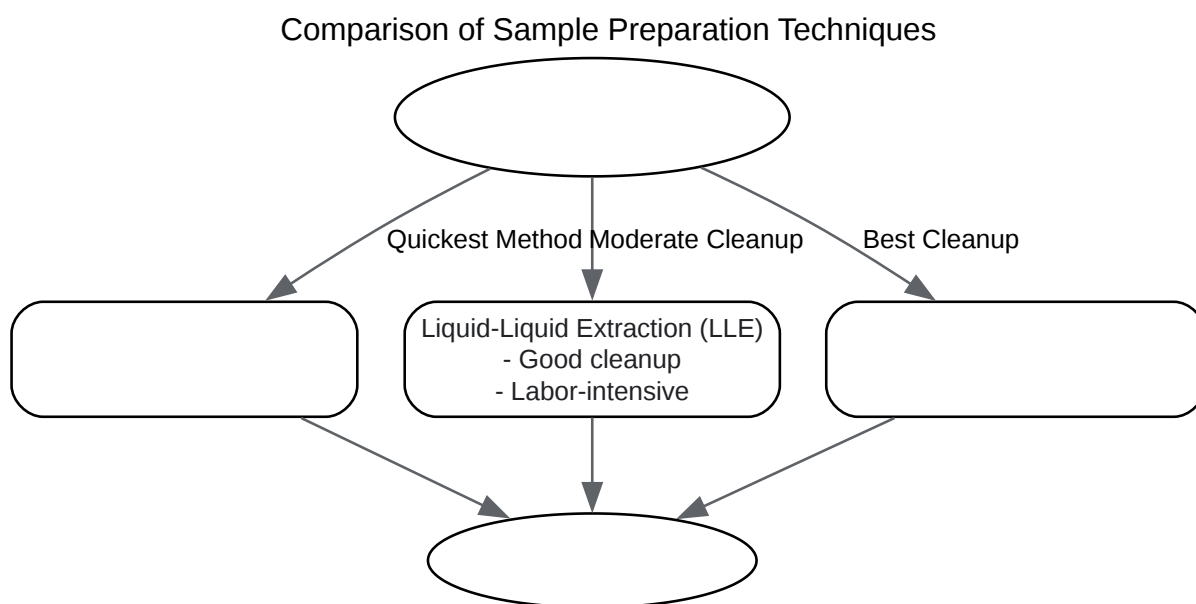 Comparison of Sample Preparation Techniques
Quickest Method Moderate Cleanup Best Cleanup
Liquid-Liquid Extraction (LLE)
- Good cleanup
- Labor-intensive